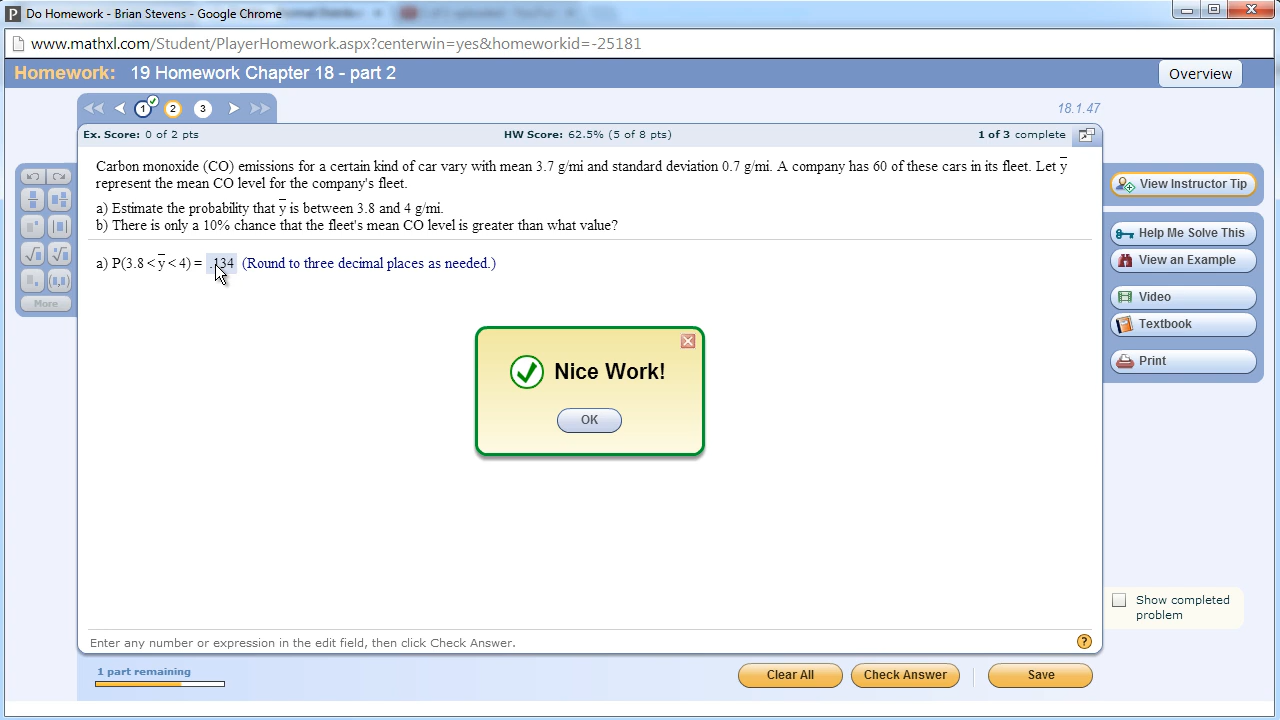 Do Homework - Brian Stevens - Google Chrome
www.mathxl.com/Student/PlayerHomework.aspx?centerwin=yes&homeworkid=-25181
Homework: 19 Homework Chapter 18 - part 2
Overview
1 2 3
18.1.47
Ex. Score: 0 of 2 pts
HW Score: 62.5% (5 of 8 pts)
1 of 3 complete
Carbon monoxide (CO) emissions for a certain kind of car vary with mean 3.7 g/mi and standard deviation 0.7 g/mi. A company has 60 of these cars in its fleet. Let y̅
represent the mean CO level for the company's fleet.
a) Estimate the probability that y̅ is between 3.8 and 4 g/mi.
b) There is only a 10% chance that the fleet's mean CO level is greater than what value?
a) P(3.8 < y̅ < 4) = .134 (Round to three decimal places as needed.)
Nice Work!
OK
More
View Instructor Tip
Help Me Solve This
View an Example
Video
Textbook
Print
Show completed
problem
Enter any number or expression in the edit field, then click Check Answer.
?
1 part remaining
Clear All
Check Answer
Save